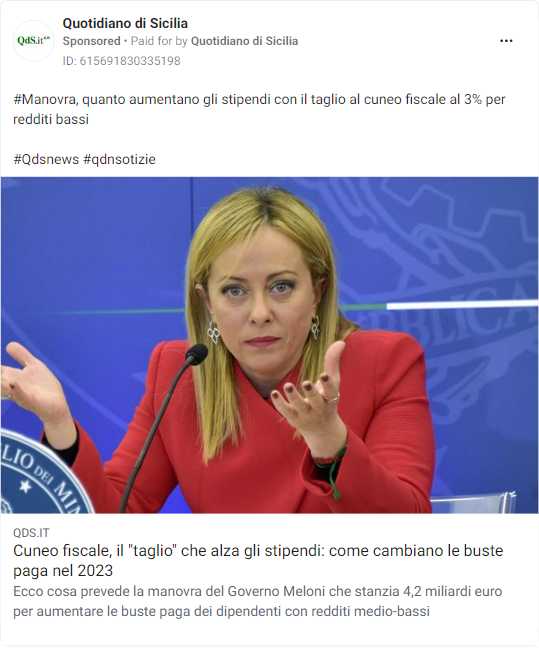 Quotidiano di Sicilia
Sponsored • Paid for by Quotidiano di Sicilia
QdS.it
ID: 615691830335198
#Manovra, quanto aumentano gli stipendi con il taglio al cuneo fiscale al 3% per
redditi bassi
#Qdsnews #qdnsotizie
PUBBLICA
GLIO DEI MIN
QDS.IT
Cuneo fiscale, il "taglio" che alza gli stipendi: come cambiano le buste
paga nel 2023
Ecco cosa prevede la manovra del Governo Meloni che stanzia 4,2 miliardi euro
per aumentare le buste paga dei dipendenti con redditi medio-bassi